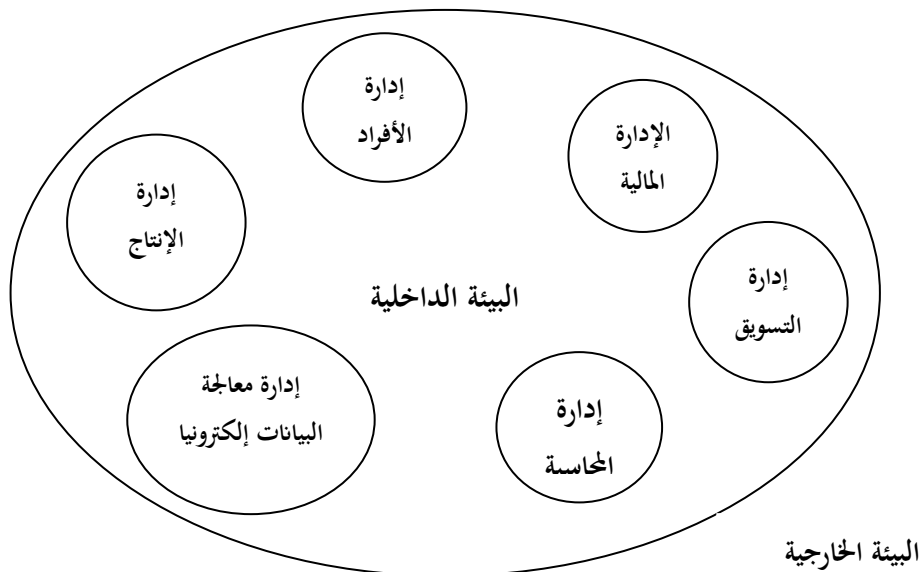 إدارة
الأفراد
الإدارة
المالية
إدارة
الإنتاج
إدارة
التسويق
البيئة الداخلية
إدارة معالجة
البيانات إلكترونيا
إدارة
المحاسبة
البيئة الخارجية